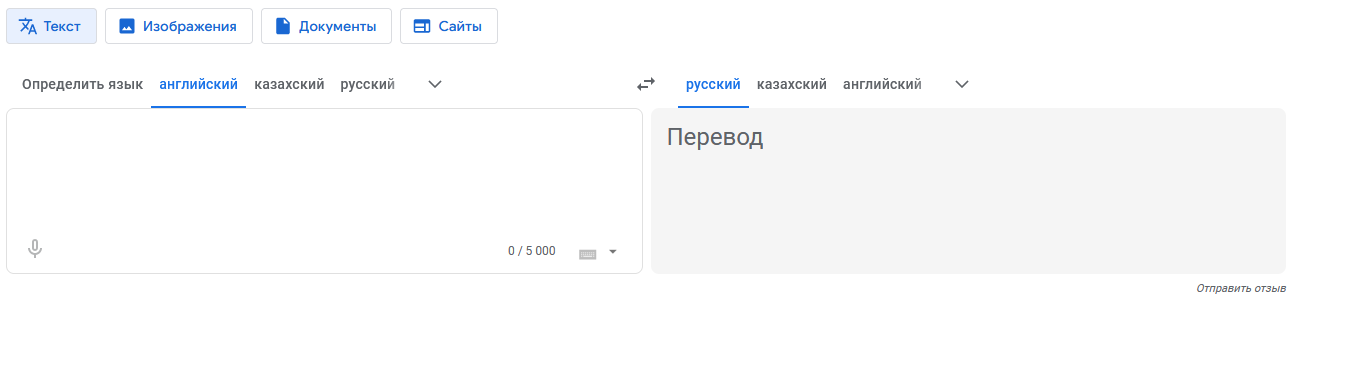 Текст Изображения Документы Сайты
Определить язык английский казахский русский русский казахский английский
Перевод
0 / 5 000
Отправить отзыв